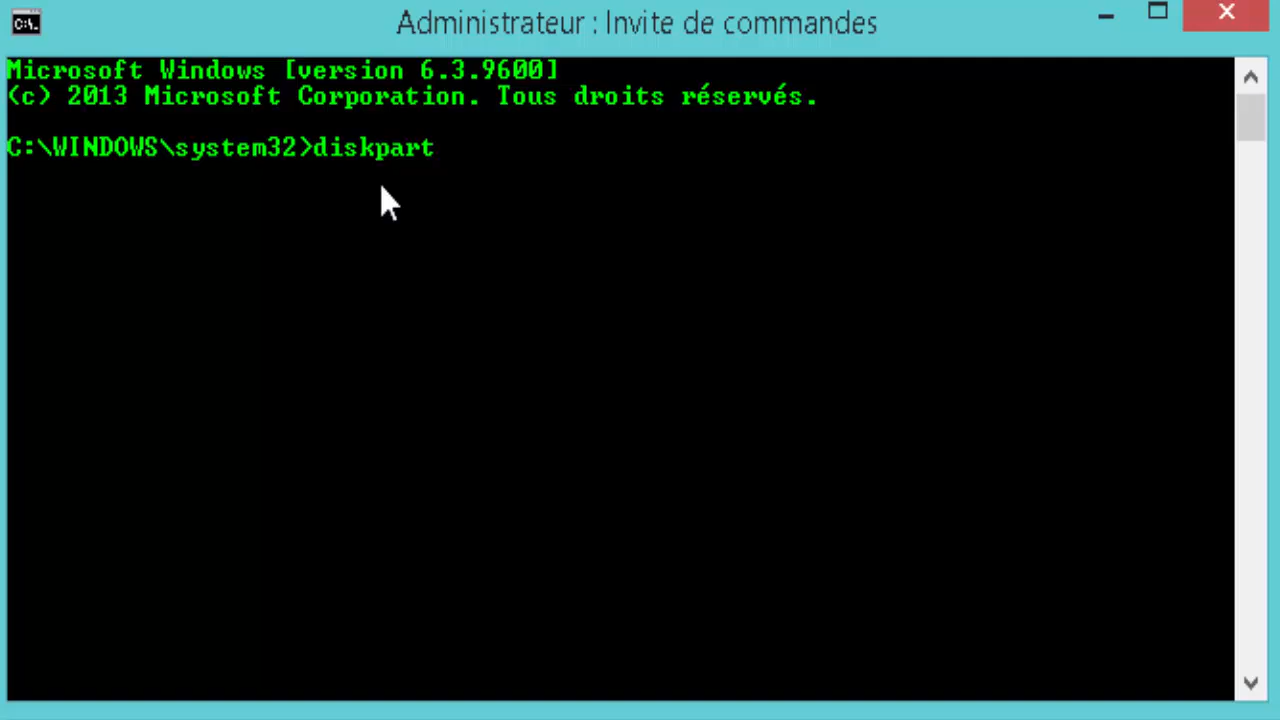 Administrateur : Invite de commandes
Microsoft Windows [version 6.3.9600]
(c) 2013 Microsoft Corporation. Tous droits réservés.
C:\WINDOWS\system32>diskpart